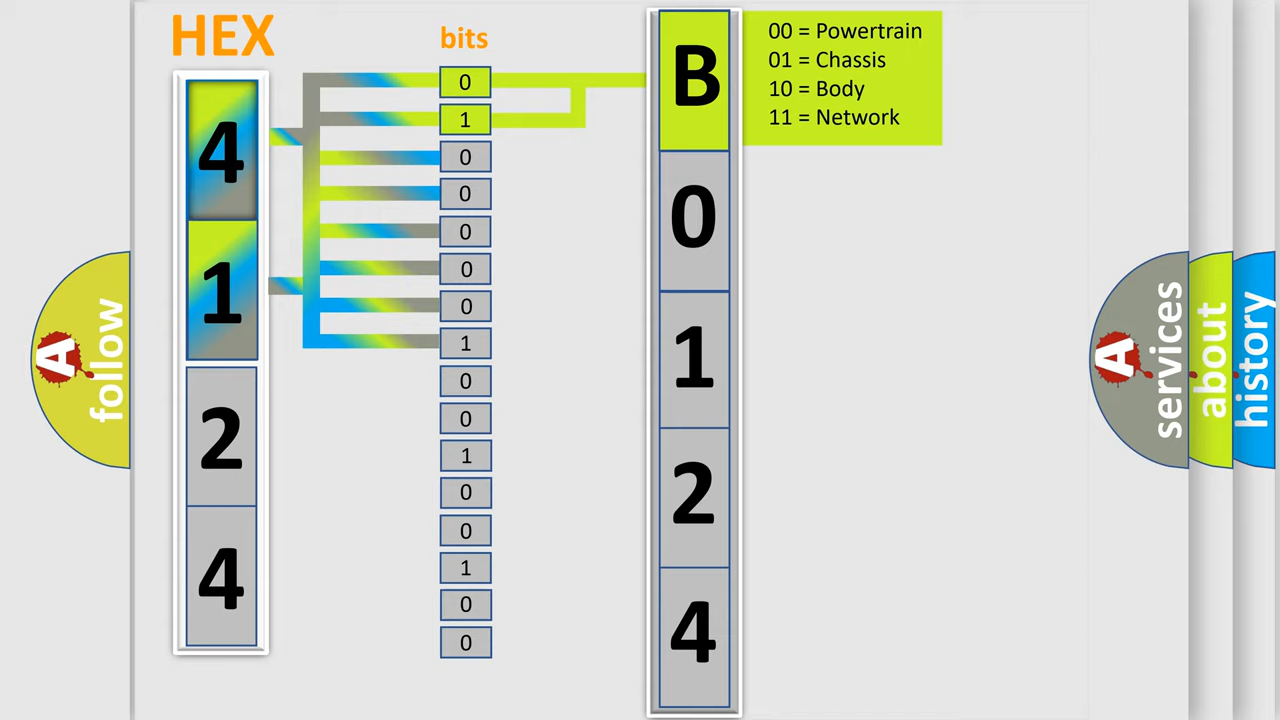 HEX
bits
4
1
2
4
0
1
0
0
0
0
0
1
0
0
1
0
0
1
0
0
B
0
1
2
4
00 = Powertrain
01 = Chassis
10 = Body
11 = Network
A
follow
A
services
about
history